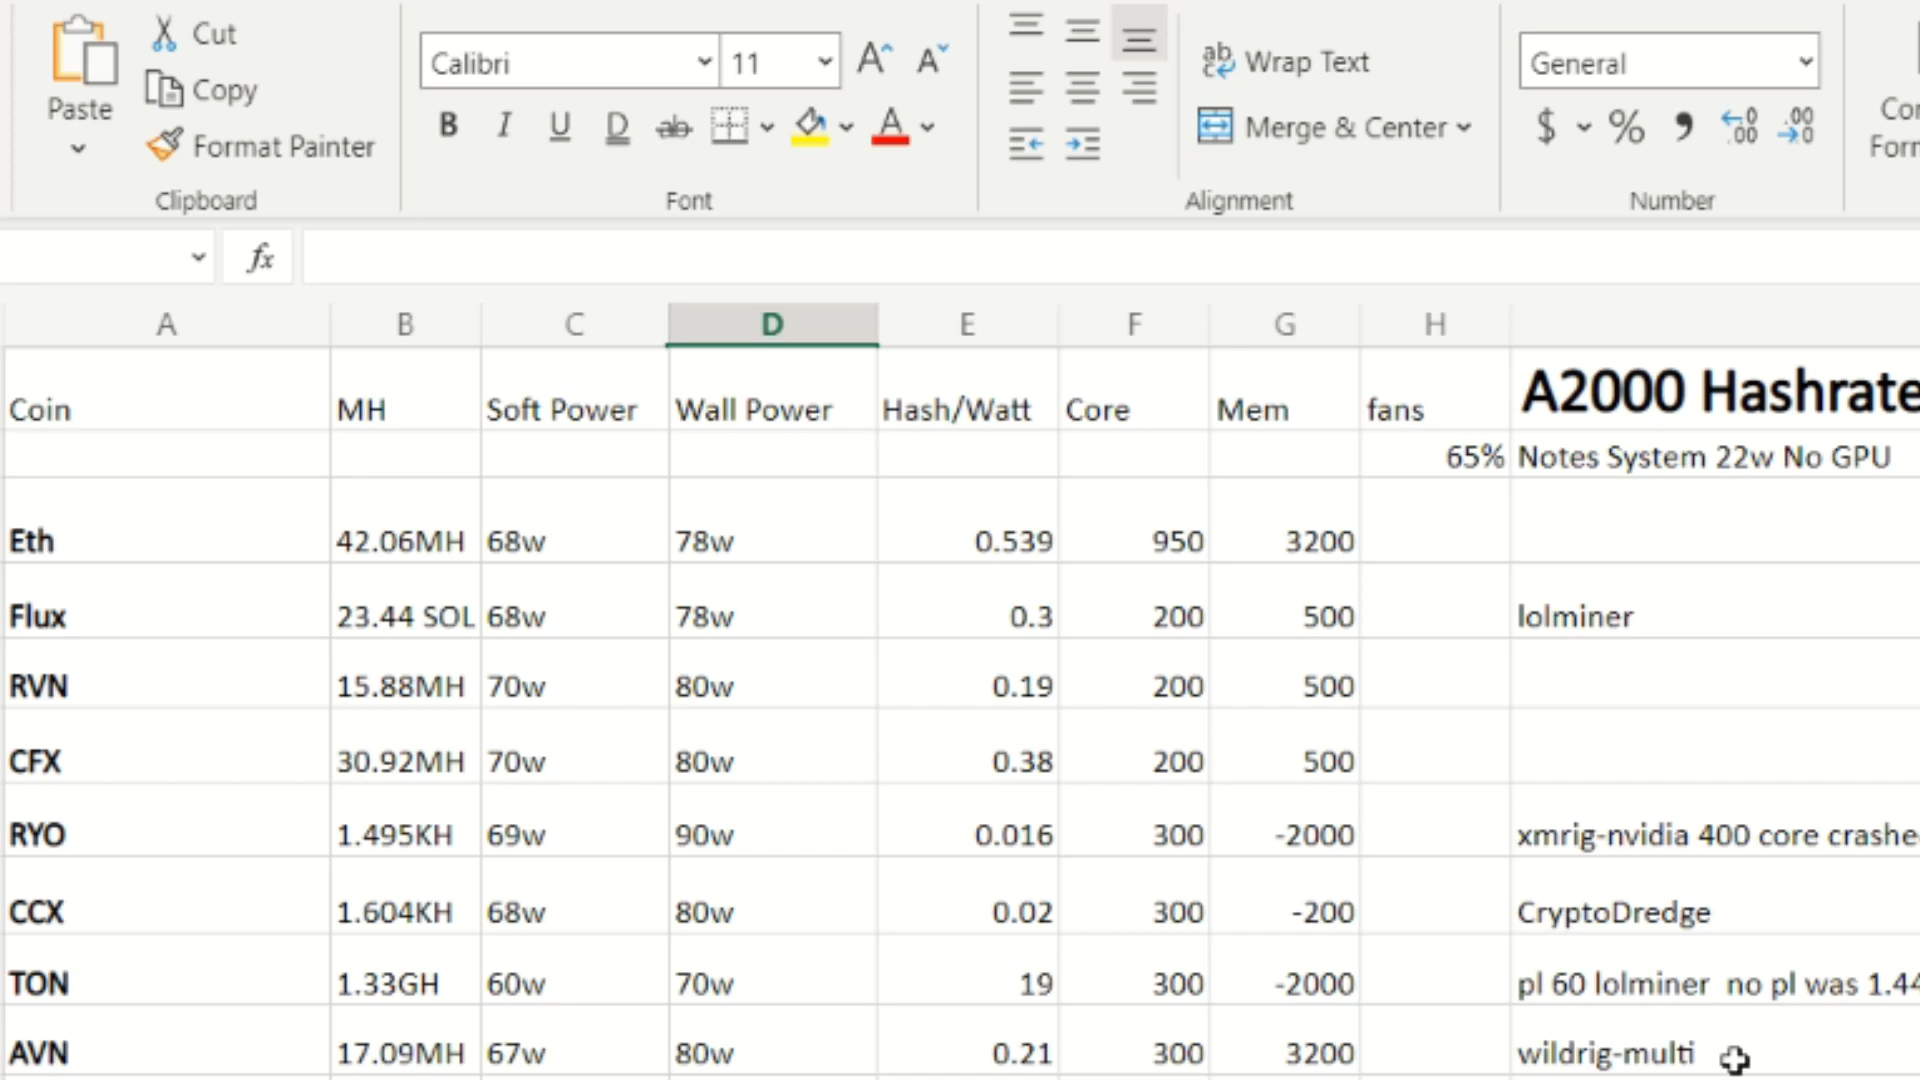 Paste
Cut
Copy
Format Painter
Clipboard
Calibri 11
B I U D ab
Font
Wrap Text
Merge & Center
Alignment
General
$ % 
Number
fx
A B C D E F G H
Coin MH Soft Power Wall Power Hash/Watt Core Mem fans A2000 Hashrate
65% Notes System 22w No GPU
Eth 42.06MH 68w 78w 0.539 950 3200
Flux 23.44 SOL 68w 78w 0.3 200 500 lolminer
RVN 15.88MH 70w 80w 0.19 200 500
CFX 30.92MH 70w 80w 0.38 200 500
RYO 1.495KH 69w 90w 0.016 300 -2000 xmrig-nvidia 400 core crashe
CCX 1.604KH 68w 80w 0.02 300 -200 CryptoDredge
TON 1.33GH 60w 70w 19 300 -2000 pl 60 lolminer no pl was 1.44
AVN 17.09MH 67w 80w 0.21 300 3200 wildrig-multi